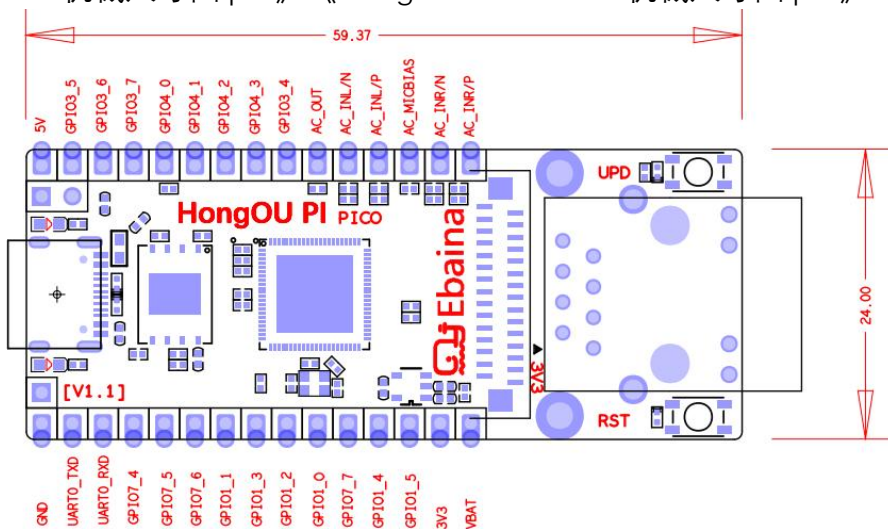 59.37
5V
GPIO3_5
GPIO3_6
GPIO3_7
GPIO4_0
GPIO4_1
GPIO4_2
GPIO4_3
GPIO3_4
AC_OUT
AC_INL/N
AC_INL/P
AC_MICBIAS
AC_INR/N
AC_INR/P
UPD
HongOU PI PICO
Ebaina
24.00
3V3
[V1.1]
RST
GND
UART0_TXD
UART0_RXD
GPIO7_4
GPIO7_5
GPIO7_6
GPIO1_1
GPIO1_3
GPIO1_2
GPIO1_0
GPIO7_7
GPIO1_4
GPIO1_5
3V3
VBAT